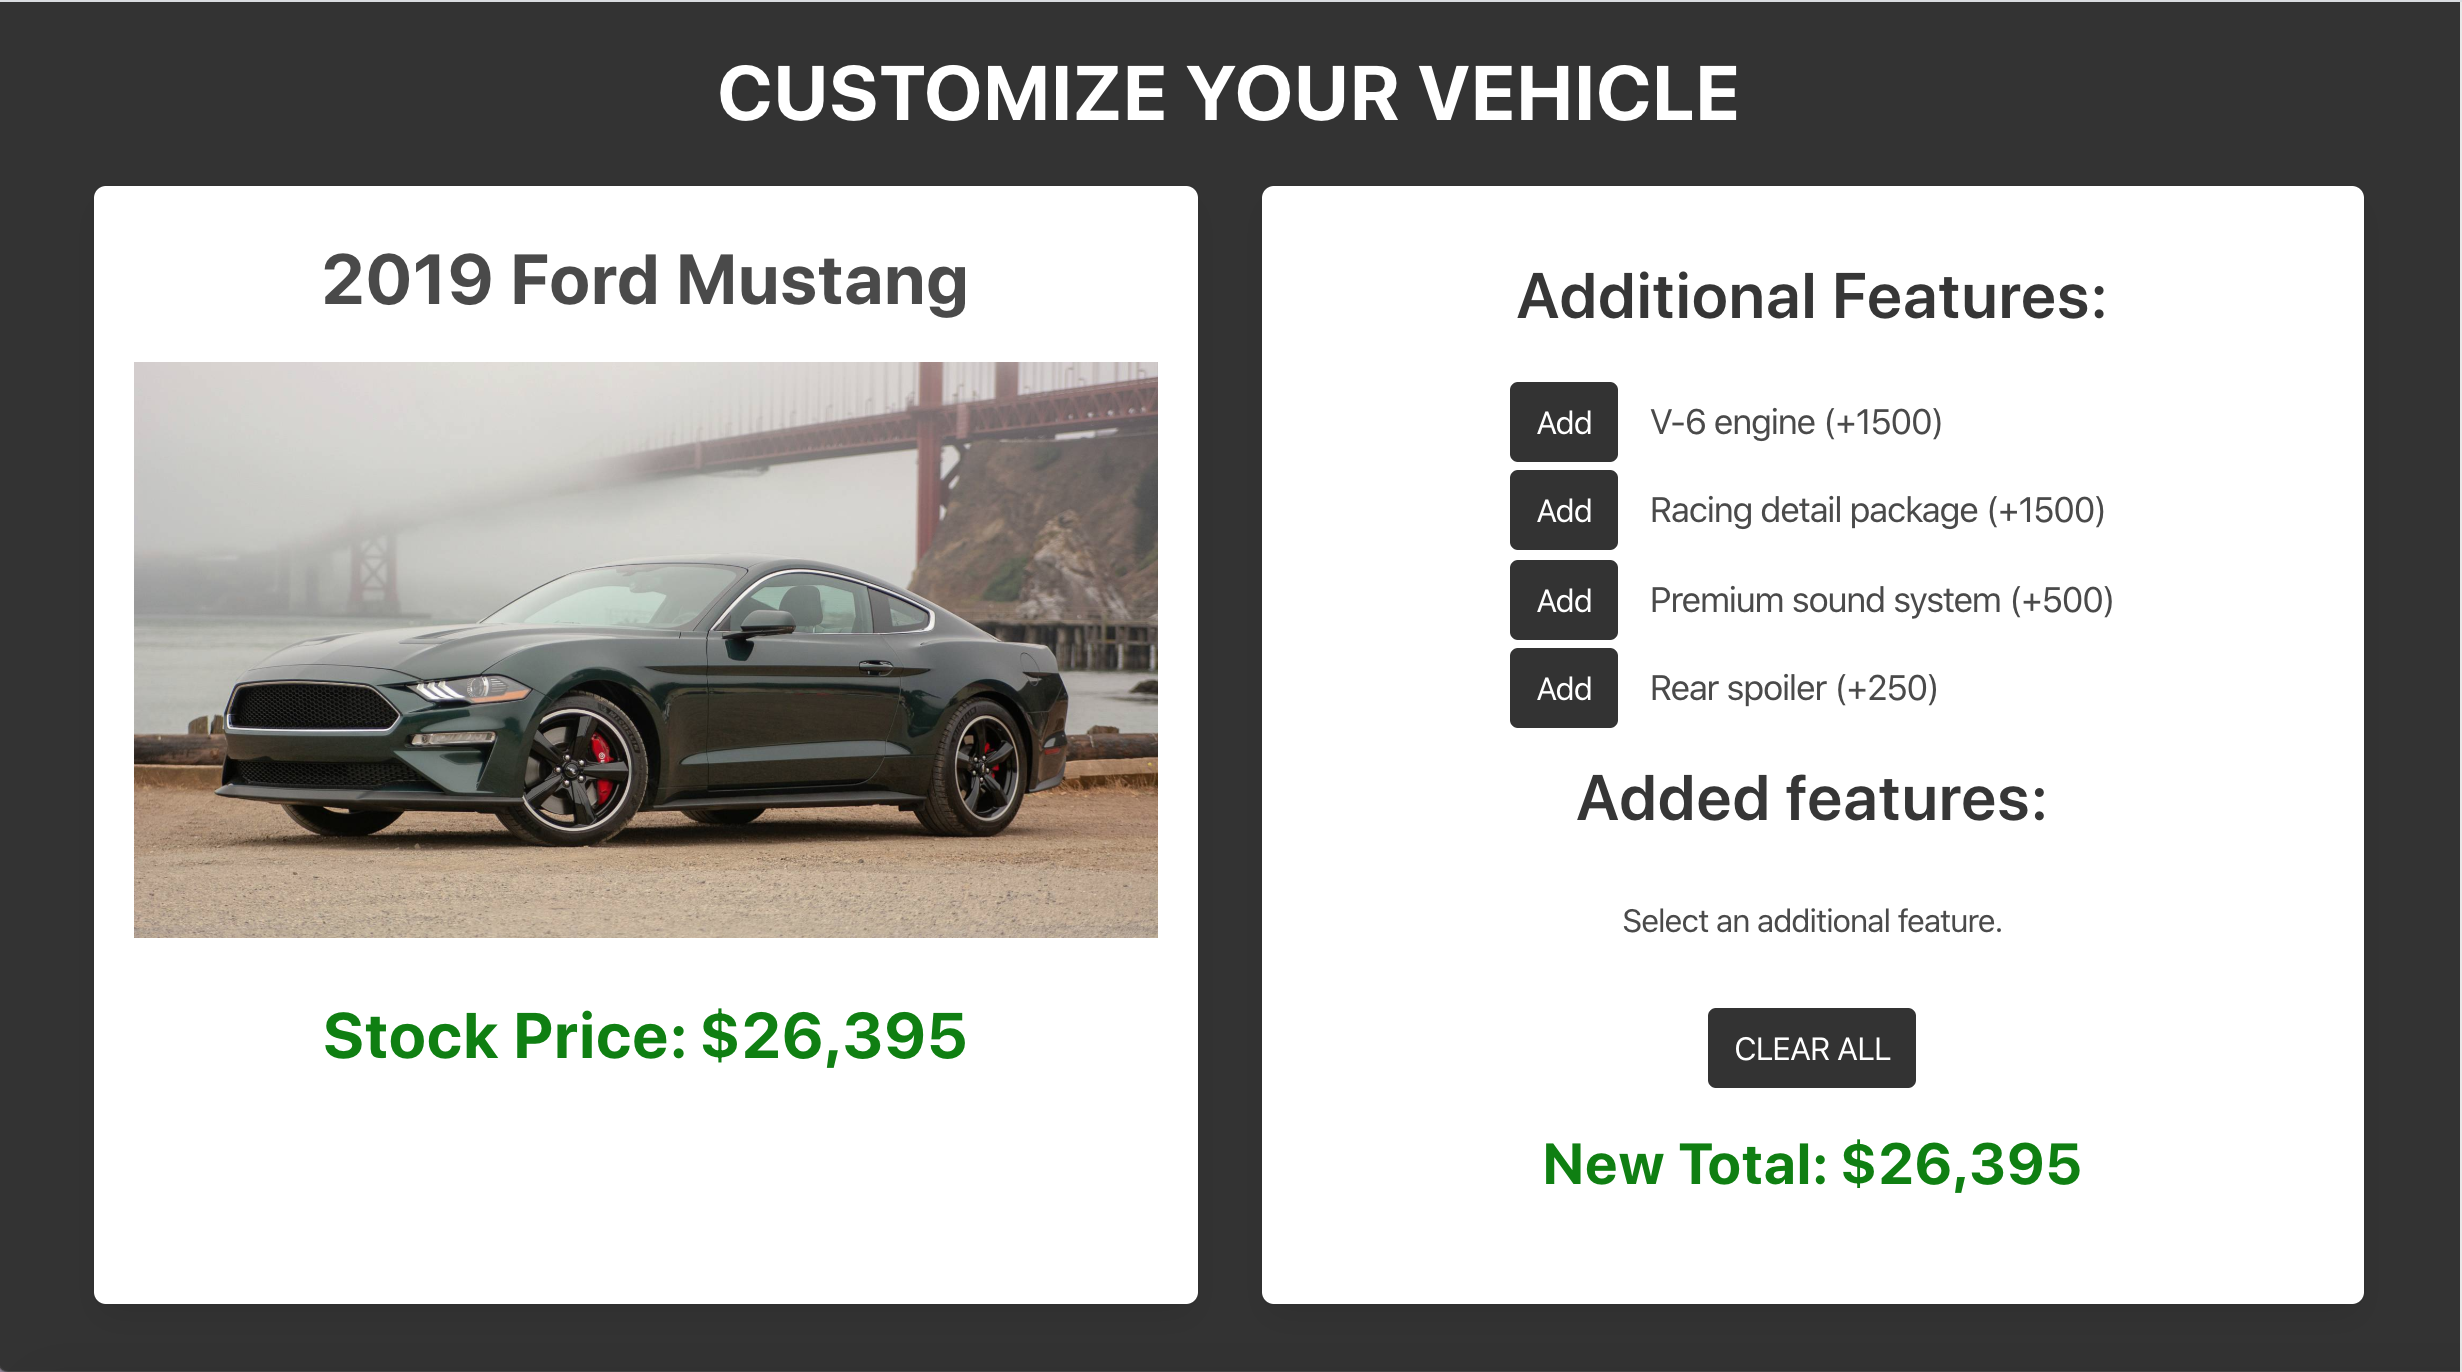 CUSTOMIZE YOUR VEHICLE
2019 Ford Mustang
Stock Price: $26,395
Additional Features:
Add V-6 engine (+1500)
Add Racing detail package (+1500)
Add Premium sound system (+500)
Add Rear spoiler (+250)
Added features:
Select an additional feature.
CLEAR ALL
New Total: $26,395